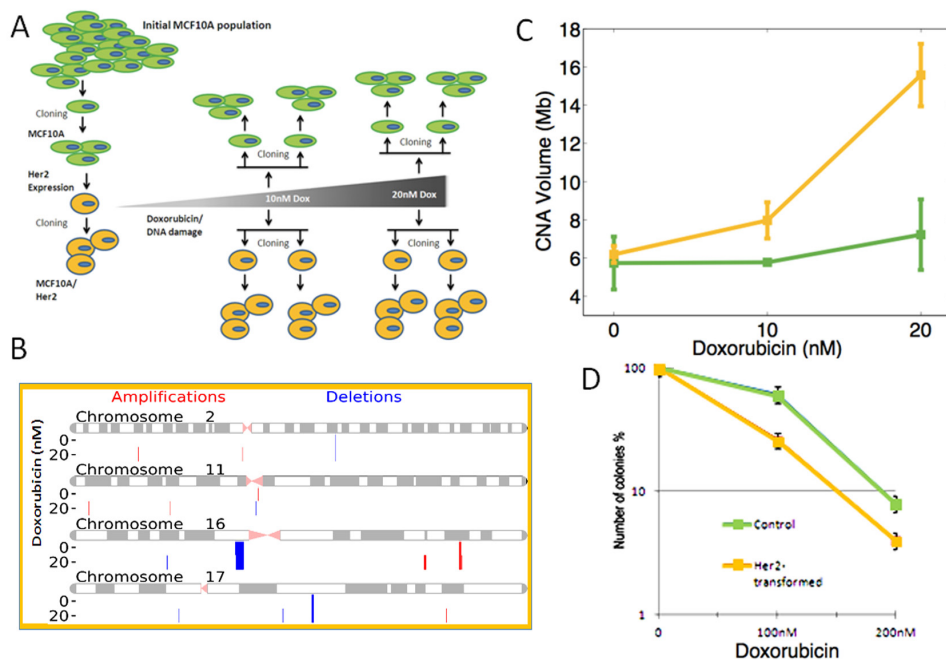 A
Initial MCF10A population
Cloning
MCF10A
Her2
Expression
Cloning
MCF10A/
Her2
Cloning
Cloning
10nM Dox
20nM Dox
Doxorubicin/
DNA damage
Cloning
Cloning
B
Amplifications Deletions
Doxorubicin (nM)
Chromosome 2
0-
20-
Chromosome 11
0-
20-
Chromosome 16
0-
20-
Chromosome 17
0-
20-
C
CNA Volume (Mb)
18
16
14
12
10
8
6
4
0 10 20
Doxorubicin (nM)
D
Number of colonies %
100
10
1
Control
Her2-
transformed
0 100nM 200nM
Doxorubicin